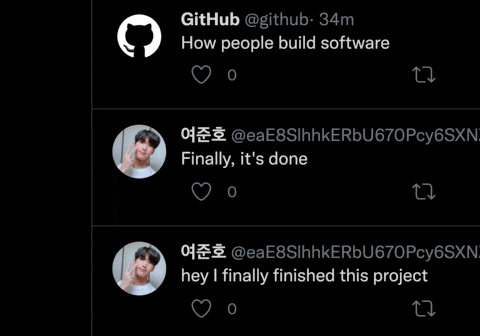 GitHub @github· 34m
How people build software
0
여준호 @eaE8SlhhkERbU670Pcy6SXN
Finally, it's done
0
여준호 @eaE8SlhhkERbU670Pcy6SXN
hey I finally finished this project
0